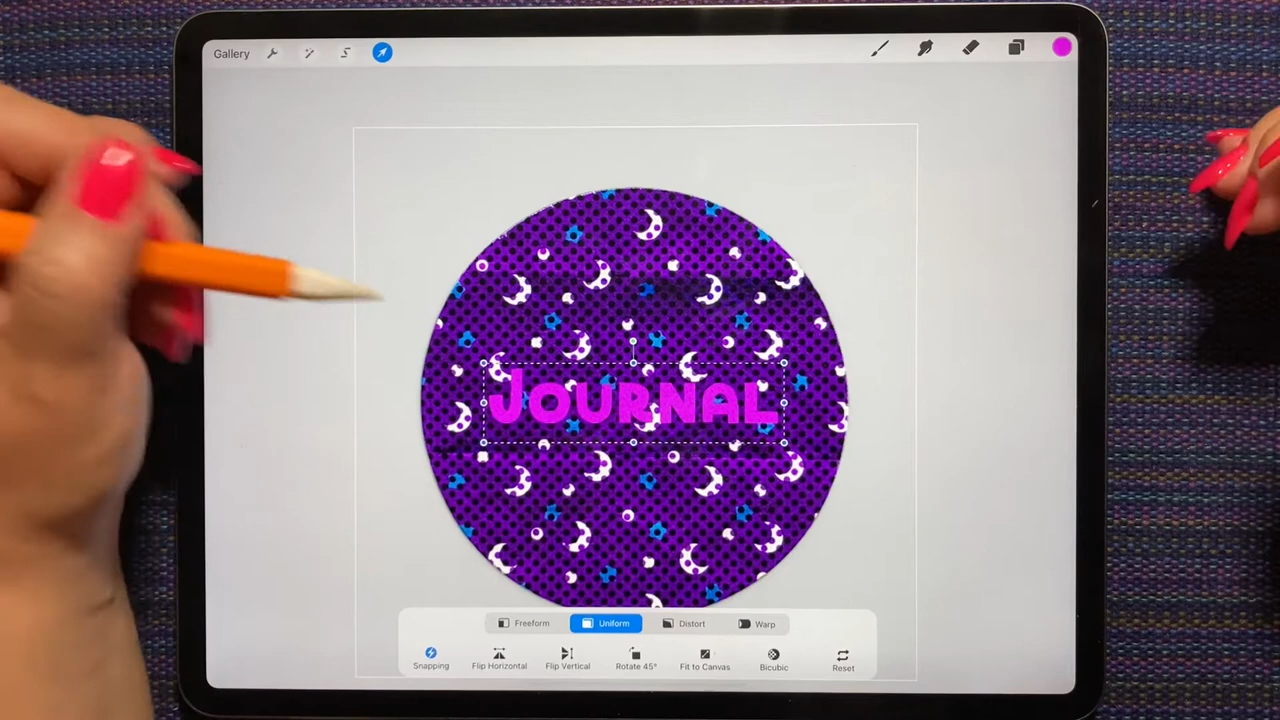 Gallery
JOURNAL
Freeform Uniform Distort Warp
Snapping Flip Horizontal Flip Vertical Rotate 45° Fit to Canvas Bicubic Reset